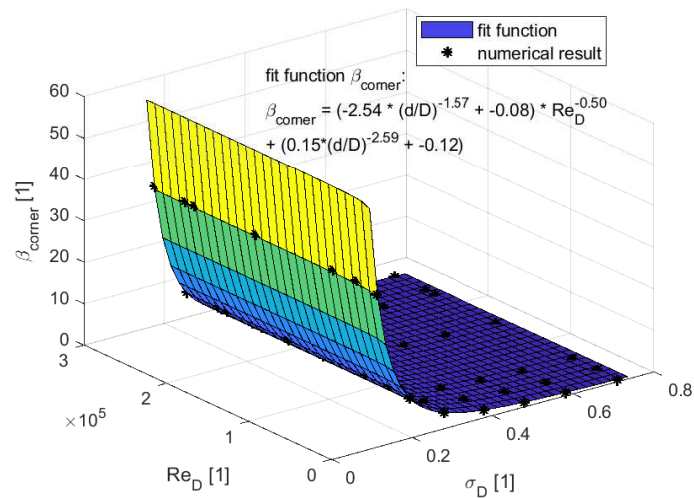 fit function
numerical result
fit function β_corner:
β_corner = (-2.54 * (d/D)^-1.57 + -0.08) * Re_D^-0.50
+ (0.15*(d/D)^-2.59 + -0.12)
60
50
40
30
20
10
0
β_corner [1]
3
2
1
0
×10^5
Re_D [1]
0
0.2
0.4
0.6
0.8
σ_D [1]